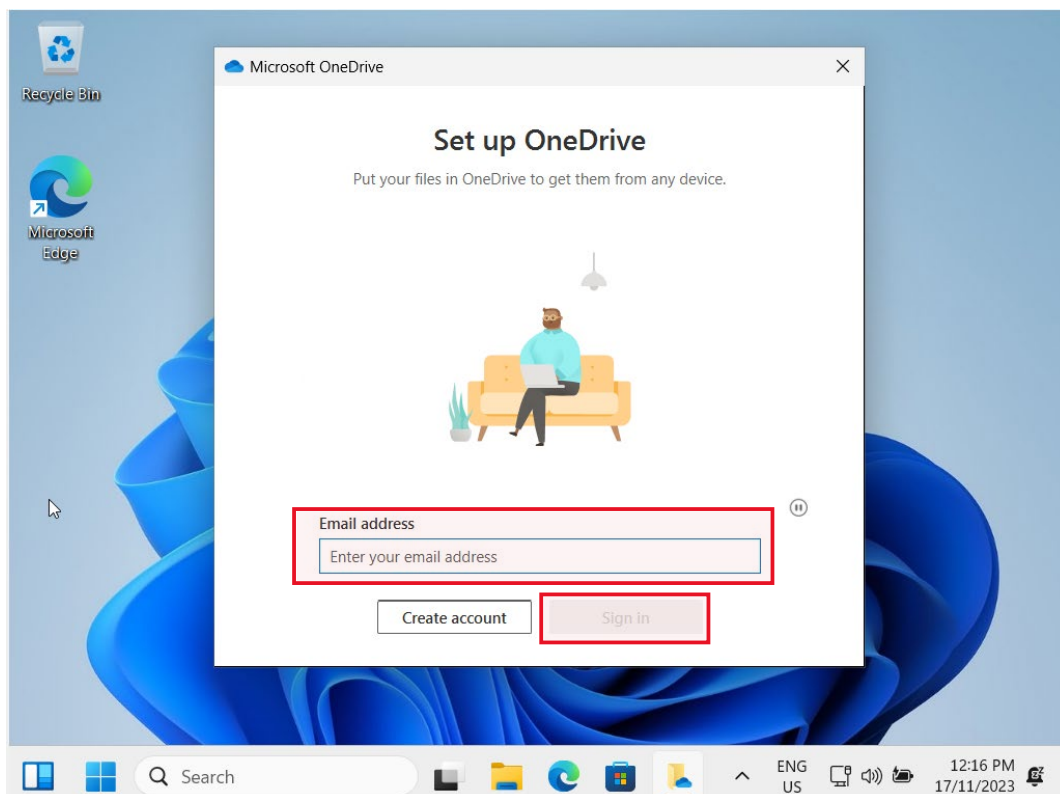 Recycle Bin
Microsoft
Edge
Microsoft OneDrive
Set up OneDrive
Put your files in OneDrive to get them from any device.
Email address
Enter your email address
Create account
Sign in
Search
ENG
US
12:16 PM
17/11/2023